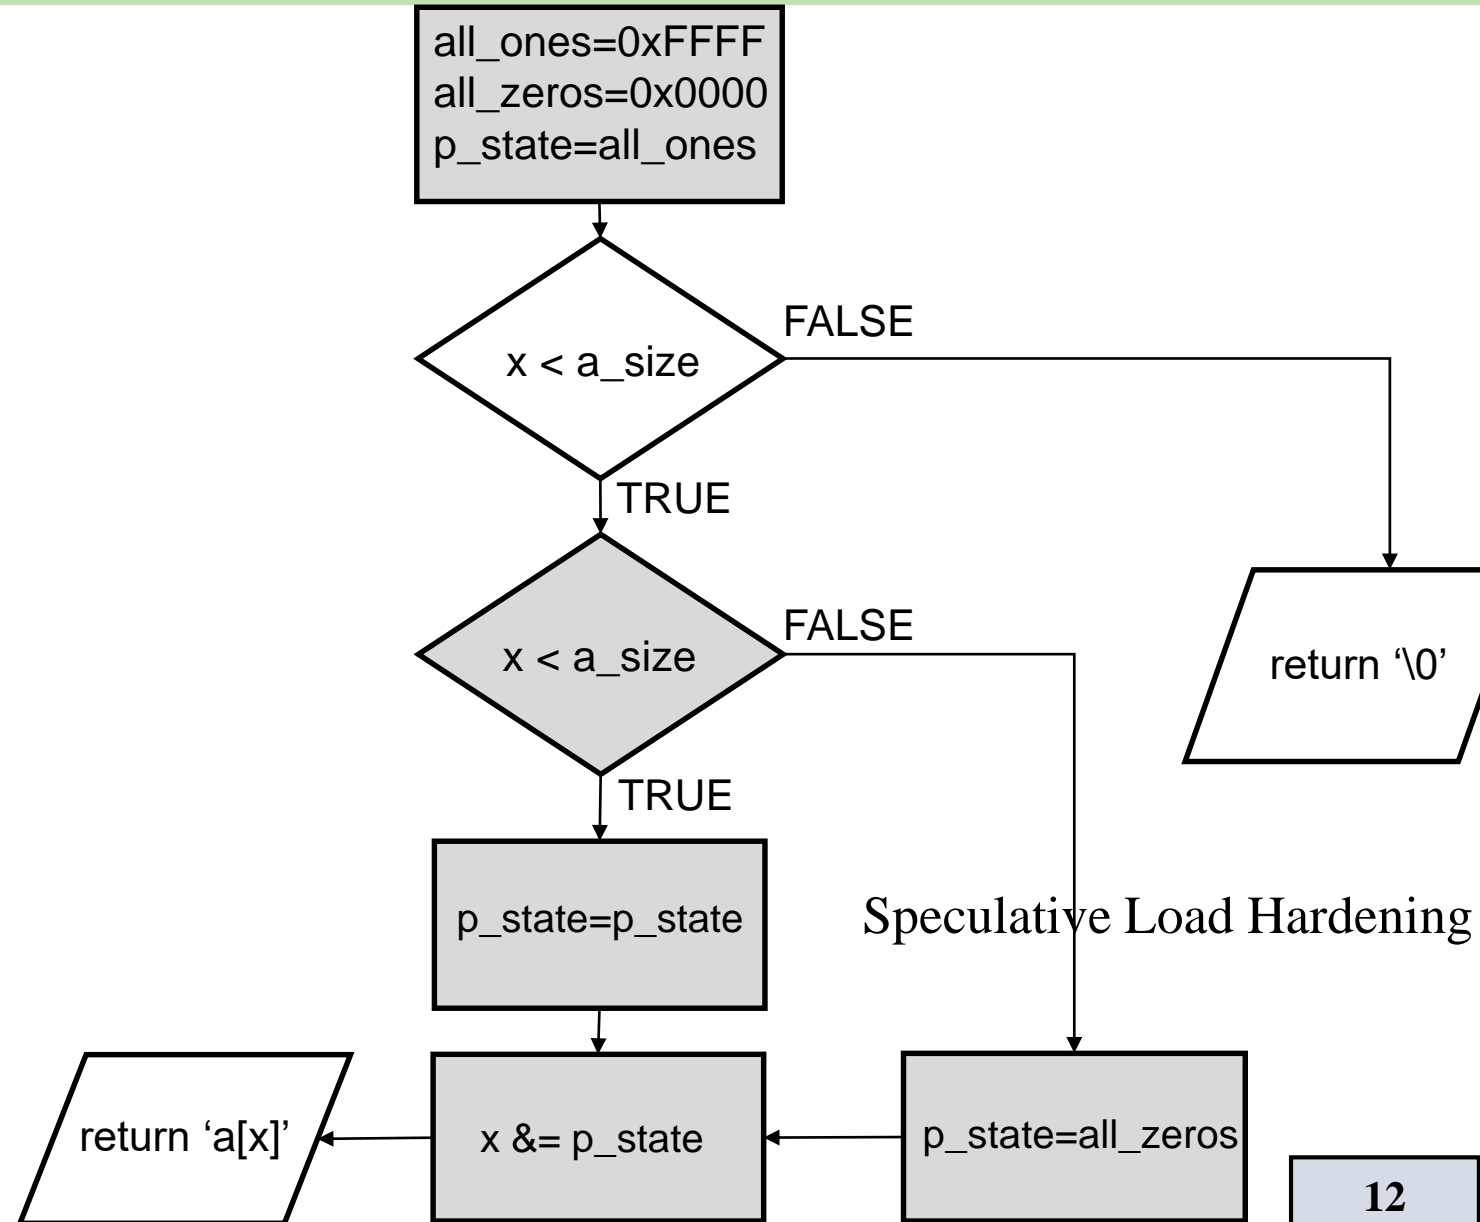 all_ones=0xFFFF
all_zeros=0x0000
p_state=all_ones
x < a_size
FALSE
TRUE
x < a_size
FALSE
return ‘\0’
TRUE
p_state=p_state
Speculative Load Hardening
return ‘a[x]’
x &= p_state
p_state=all_zeros
12